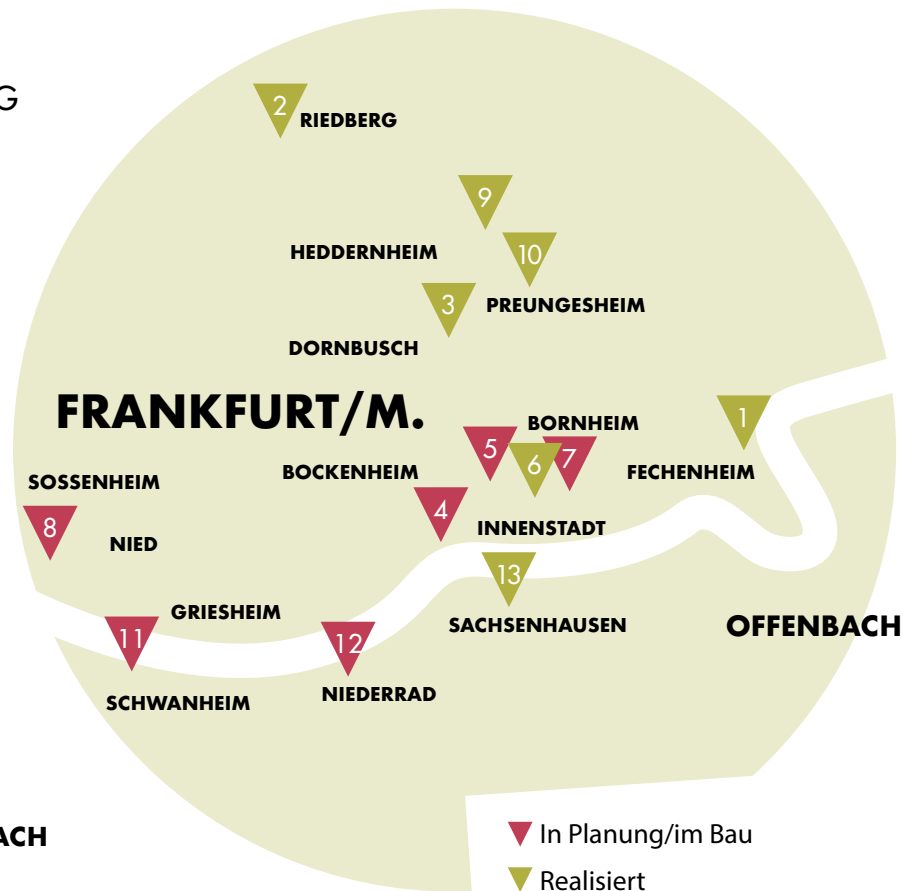 G
2
RIEDBERG
9
HEDDERNHEIM
10
3
PREUNGESHEIM
DORNBUSCH
FRANKFURT/M.
1
BORNHEIM
5
6
7
BOCKENHEIM
FECHENHEIM
SOSSENHEIM
4
8
INNENSTADT
NIED
13
GRIESHEIM
SACHSENHAUSEN
OFFENBACH
11
12
NIEDERRAD
SCHWANHEIM
ACH
In Planung/im Bau
Realisiert